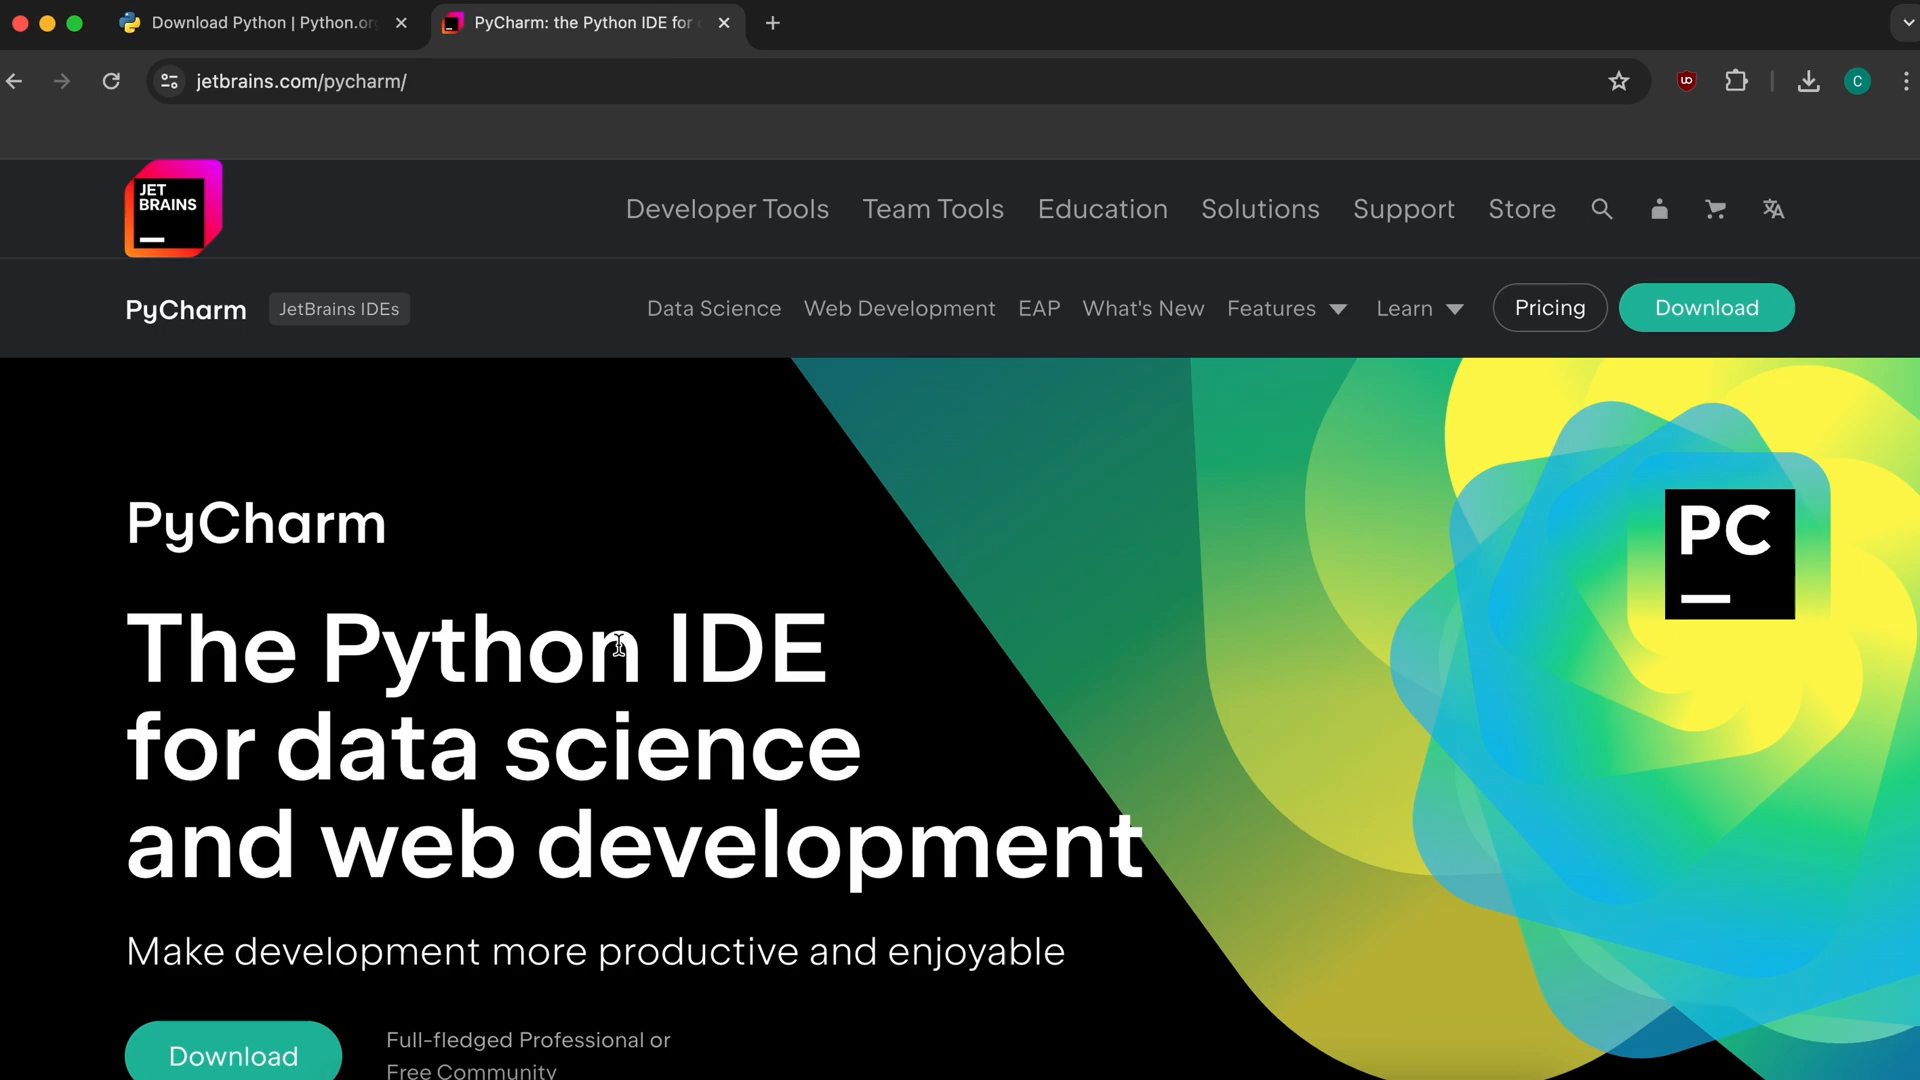 Download Python | Python.or
PyCharm: the Python IDE for
jetbrains.com/pycharm/
UO
C
JET
BRAINS
Developer Tools
Team Tools
Education
Solutions
Support
Store
PyCharm
JetBrains IDEs
Data Science
Web Development
EAP
What's New
Features
Learn
Pricing
Download
PyCharm
PC
The Python IDE
for data science
and web development
Make development more productive and enjoyable
Download
Full-fledged Professional or
Free Community